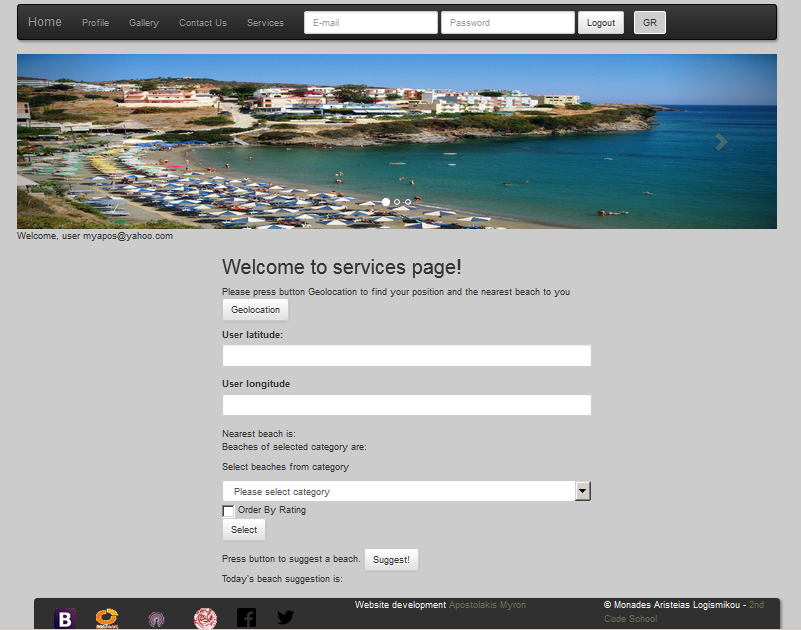 Home Profile Gallery Contact Us Services E-mail Password Logout GR
Welcome, user myapos@yahoo.com
Welcome to services page!
Please press button Geolocation to find your position and the nearest beach to you
Geolocation
User latitude:
User longitude
Nearest beach is:
Beaches of selected category are:
Select beaches from category
Please select category
Order By Rating
Select
Press button to suggest a beach. Suggest!
Today's beach suggestion is:
B
Website development Apostolakis Myron
© Monades Aristeias Logismikou - 2nd
Code School